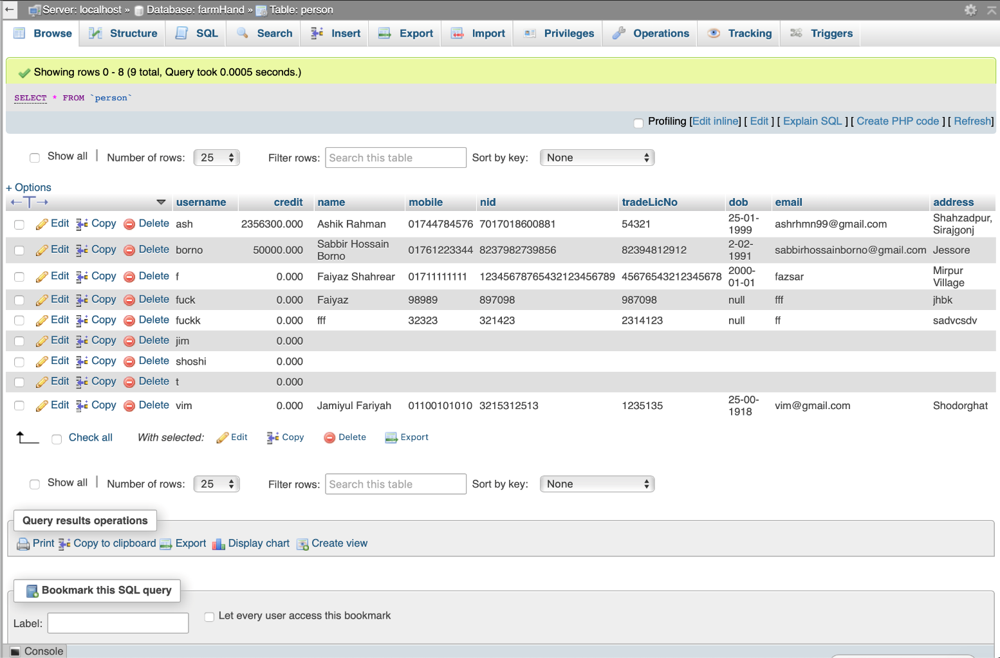 Server: localhost » Database: farmHand » Table: person
Browse Structure SQL Search Insert Export Import Privileges Operations Tracking Triggers
Showing rows 0 - 8 (9 total, Query took 0.0005 seconds.)
SELECT * FROM `person`
Profiling [Edit inline] [ Edit ] [ Explain SQL ] [ Create PHP code ] [ Refresh]
Show all | Number of rows: 25 Filter rows: Search this table Sort by key: None
+ Options
←T→ username credit name mobile nid tradeLicNo dob email address
Edit Copy Delete ash 2356300.000 Ashik Rahman 01744784576 7017018600881 54321 25-01-1999 ashrhmn99@gmail.com Shahzadpur, Sirajgonj
Edit Copy Delete borno 50000.000 Sabbir Hossain Borno 01761223344 8237982739856 82394812912 2-02-1991 sabbirhossainborno@gmail.com Jessore
Edit Copy Delete f 0.000 Faiyaz Shahrear 01711111111 12345678765432123456789 45676543212345678 2000-01-01 fazsar Mirpur Village
Edit Copy Delete fuck 0.000 Faiyaz 98989 897098 987098 null fff jhbk
Edit Copy Delete fuckk 0.000 fff 32323 321423 2314123 null ff sadvcsdv
Edit Copy Delete jim 0.000
Edit Copy Delete shoshi 0.000
Edit Copy Delete t 0.000
Edit Copy Delete vim 0.000 Jamiyul Fariyah 01100101010 3215312513 1235135 25-00-1918 vim@gmail.com Shodorghat
Check all With selected: Edit Copy Delete Export
Show all | Number of rows: 25 Filter rows: Search this table Sort by key: None
Query results operations
Print Copy to clipboard Export Display chart Create view
Bookmark this SQL query
Label: Let every user access this bookmark
Console